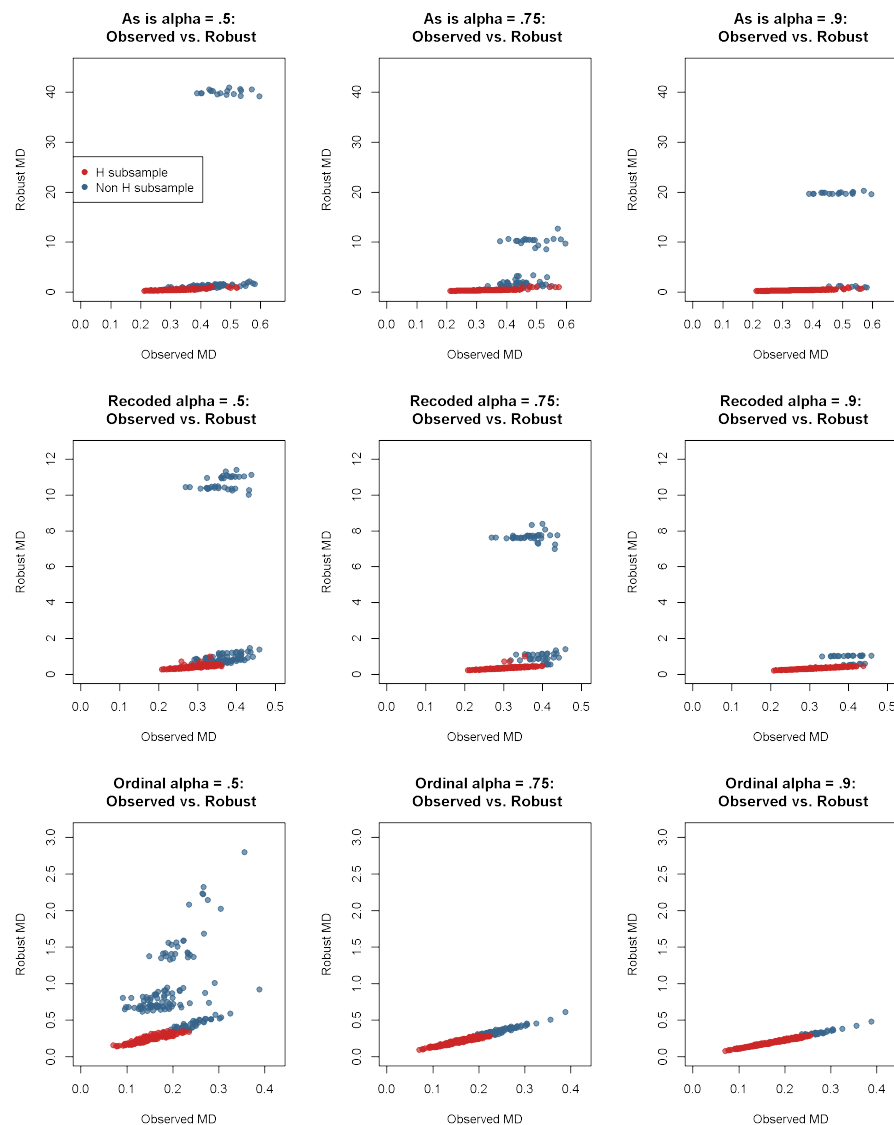 As is alpha = .5:
Observed vs. Robust
Robust MD
40
30
20
10
0
H subsample
Non H subsample
0.0 0.1 0.2 0.3 0.4 0.5 0.6
Observed MD
As is alpha = .75:
Observed vs. Robust
Robust MD
40
30
20
10
0
0.0 0.1 0.2 0.3 0.4 0.5 0.6
Observed MD
As is alpha = .9:
Observed vs. Robust
Robust MD
40
30
20
10
0
0.0 0.1 0.2 0.3 0.4 0.5 0.6
Observed MD
Recoded alpha = .5:
Observed vs. Robust
Robust MD
12
10
8
6
4
2
0
0.0 0.1 0.2 0.3 0.4 0.5
Observed MD
Recoded alpha = .75:
Observed vs. Robust
Robust MD
12
10
8
6
4
2
0
0.0 0.1 0.2 0.3 0.4 0.5
Observed MD
Recoded alpha = .9:
Observed vs. Robust
Robust MD
12
10
8
6
4
2
0
0.0 0.1 0.2 0.3 0.4 0.5
Observed MD
Ordinal alpha = .5:
Observed vs. Robust
Robust MD
3.0
2.5
2.0
1.5
1.0
0.5
0.0
0.0 0.1 0.2 0.3 0.4
Observed MD
Ordinal alpha = .75:
Observed vs. Robust
Robust MD
3.0
2.5
2.0
1.5
1.0
0.5
0.0
0.0 0.1 0.2 0.3 0.4
Observed MD
Ordinal alpha = .9:
Observed vs. Robust
Robust MD
3.0
2.5
2.0
1.5
1.0
0.5
0.0
0.0 0.1 0.2 0.3 0.4
Observed MD